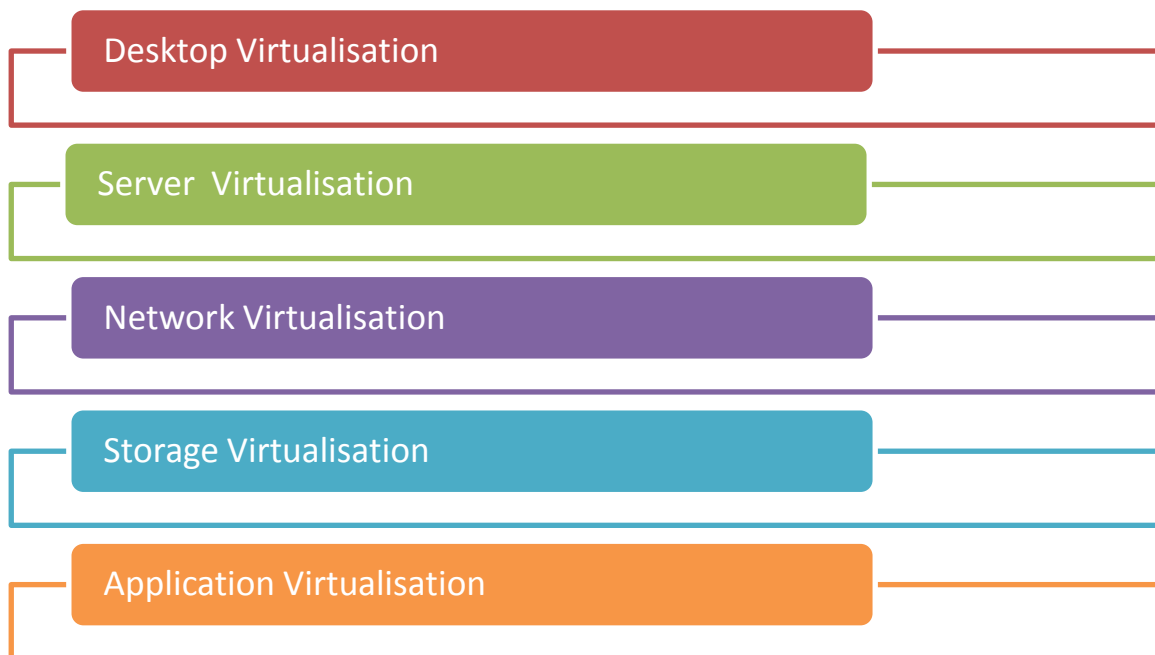 Desktop Virtualisation
Server  Virtualisation
Network Virtualisation
Storage Virtualisation
Application Virtualisation